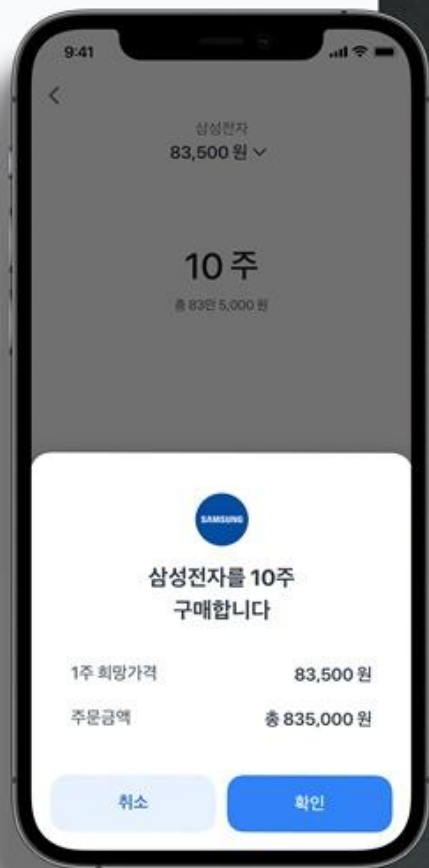 9:41
삼성전자
83,500 원
10 주
총 83만 5,000 원
SAMSUNG
삼성전자를 10주
구매합니다
1주 희망가격 83,500 원
주문금액 총 835,000 원
취소 확인